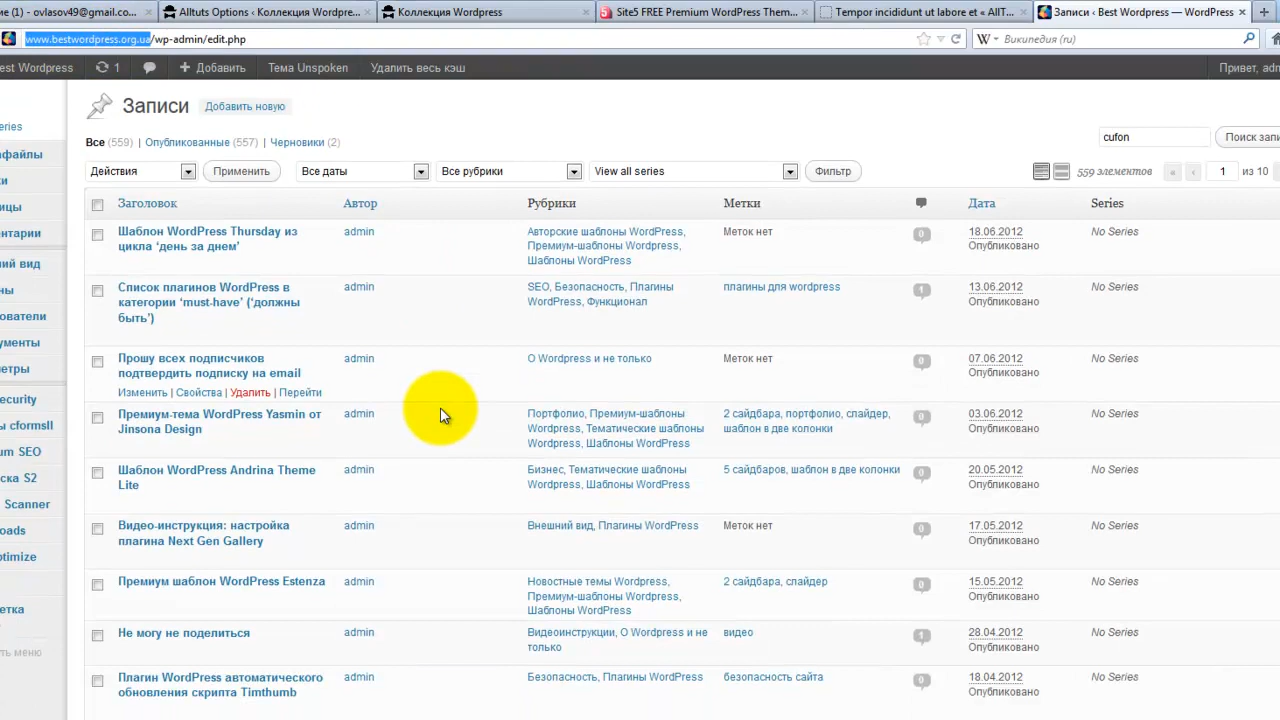 ие (1) - ovlasov49@gmail.co...
Alltuts Options ‹ Коллекция Wordpre...
Коллекция Wordpress
Site5 FREE Premium WordPress Them...
Tempor incididunt ut labore et « AllT...
Записи ‹ Best Wordpress — WordPress
www.bestwordpress.org.ua/wp-admin/edit.php
W Википедия (ru)
est Wordpress
1
Добавить
Тема Unspoken
Удалить весь кэш
Привет, adm
Записи
Добавить новую
Все (559) | Опубликованные (557) | Черновики (2)
cufon
Поиск запи
Действия
Применить
Все даты
Все рубрики
View all series
Фильтр
559 элементов
« ‹ 1 из 10
Заголовок Автор Рубрики Метки Дата Series
Шаблон WordPress Thursday из
цикла ‘день за днем’
admin
Авторские шаблоны WordPress,
Премиум-шаблоны Wordpress,
Шаблоны WordPress
Меток нет
0
18.06.2012
Опубликовано
No Series
Список плагинов WordPress в
категории ‘must-have’ (‘должны
быть’)
admin
SEO, Безопасность, Плагины
WordPress, Функционал
плагины для wordpress
1
13.06.2012
Опубликовано
No Series
Прошу всех подписчиков
подтвердить подписку на email
Изменить | Свойства | Удалить | Перейти
admin
О Wordpress и не только
Меток нет
0
07.06.2012
Опубликовано
No Series
Премиум-тема WordPress Yasmin от
Jinsona Design
admin
Портфолио, Премиум-шаблоны
Wordpress, Тематические шаблоны
Wordpress, Шаблоны WordPress
2 сайдбара, портфолио, слайдер,
шаблон в две колонки
0
03.06.2012
Опубликовано
No Series
Шаблон WordPress Andrina Theme
Lite
admin
Бизнес, Тематические шаблоны
Wordpress, Шаблоны WordPress
5 сайдбаров, шаблон в две колонки
0
20.05.2012
Опубликовано
No Series
Видео-инструкция: настройка
плагина Next Gen Gallery
admin
Внешний вид, Плагины WordPress
Меток нет
0
17.05.2012
Опубликовано
No Series
Премиум шаблон WordPress Estenza
admin
Новостные темы Wordpress,
Премиум-шаблоны Wordpress,
Шаблоны WordPress
2 сайдбара, слайдер
0
15.05.2012
Опубликовано
No Series
Не могу не поделиться
admin
Видеоинструкции, О Wordpress и не
только
видео
1
28.04.2012
Опубликовано
No Series
Плагин WordPress автоматического
обновления скрипта Timthumb
admin
Безопасность, Плагины WordPress
безопасность сайта
0
18.04.2012
Опубликовано
No Series
eries
афайлы
ки
ицы
ентарии
ний вид
ны
ователи
ументы
етры
ecurity
ы cformsII
um SEO
ска S2
Scanner
oads
ptimize
етка
ть меню